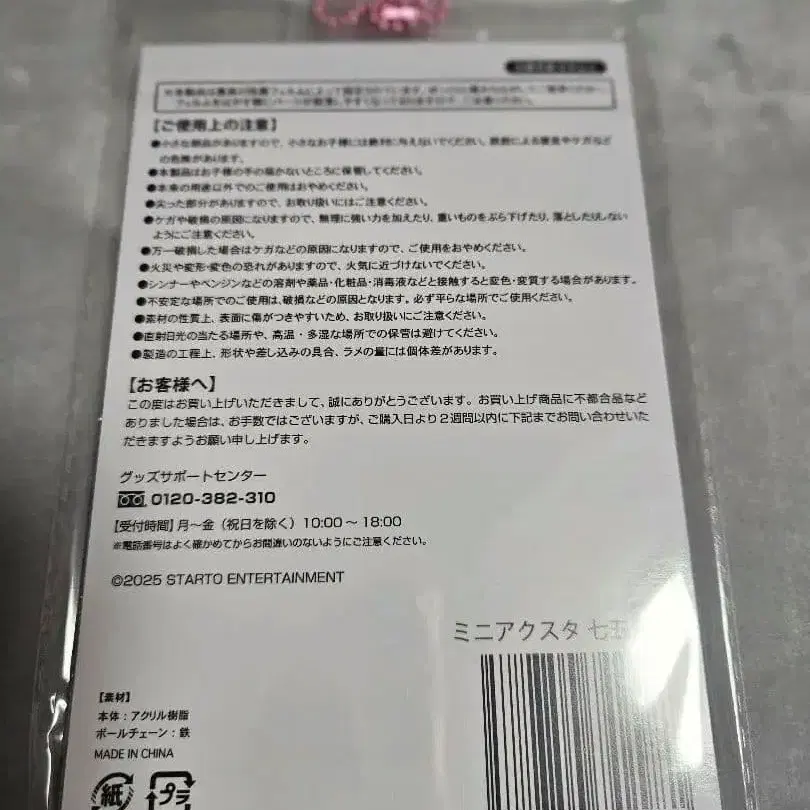 【ご使用上の注意】
●小さな部品がありますので、小さなお子様には絶対に与えないでください。誤飲による窒息やケガなど
の危険があります。
●本製品はお子様の手の届かないところに保管してください。
●本来の用途以外でのご使用はおやめください。
●尖った部分がありますので、お取り扱いにはご注意ください。
●ケガや破損の原因になりますので、無理に強い力を加えたり、重いものをぶら下げたり、落としたりしない
ようにご注意ください。
●万一破損した場合はケガなどの原因になりますので、ご使用をおやめください。
●火災や変形・変色の恐れがありますので、火気に近づけないでください。
●シンナーやベンジンなどの溶剤や薬品・化粧品・消毒液などと接触すると変色・変質する場合があります。
●不安定な場所でのご使用は、破損などの原因となります。必ず平らな場所でご使用ください。
●素材の性質上、表面に傷がつきやすいため、お取り扱いにご注意ください。
●直射日光の当たる場所や、高温・多湿な場所での保管は避けてください。
●製造の工程上、形状や差し込みの具合、ラメの量には個体差があります。
【お客様へ】
この度はお買い上げいただきまして、誠にありがとうございます。お買い上げ商品に不都合品など
ありました場合は、お手数ではございますが、ご購入日より2週間以内に下記までお問い合わせいた
だきますようお願い申し上げます。
グッズサポートセンター
0120-382-310
【受付時間】月～金（祝日を除く）10:00～18:00
※電話番号はよく確かめてからお間違いのないようにご注意ください。
©2025 STARTO ENTERTAINMENT
ミニアクスタ 七五
【素材】
本体：アクリル樹脂
ボールチェーン：鉄
MADE IN CHINA
紙 プラ